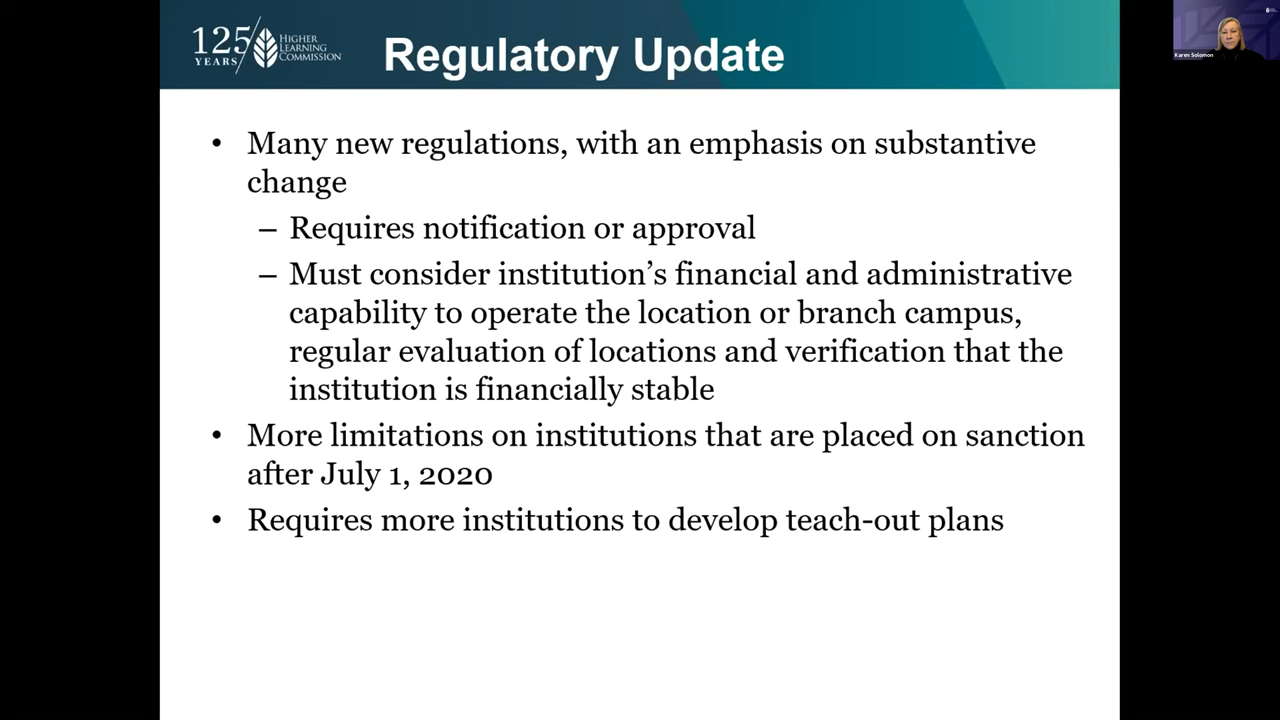 125 YEARS
HIGHER
LEARNING
COMMISSION
Regulatory Update
Karen Solomon
• Many new regulations, with an emphasis on substantive
change
– Requires notification or approval
– Must consider institution's financial and administrative
capability to operate the location or branch campus,
regular evaluation of locations and verification that the
institution is financially stable
• More limitations on institutions that are placed on sanction
after July 1, 2020
• Requires more institutions to develop teach-out plans